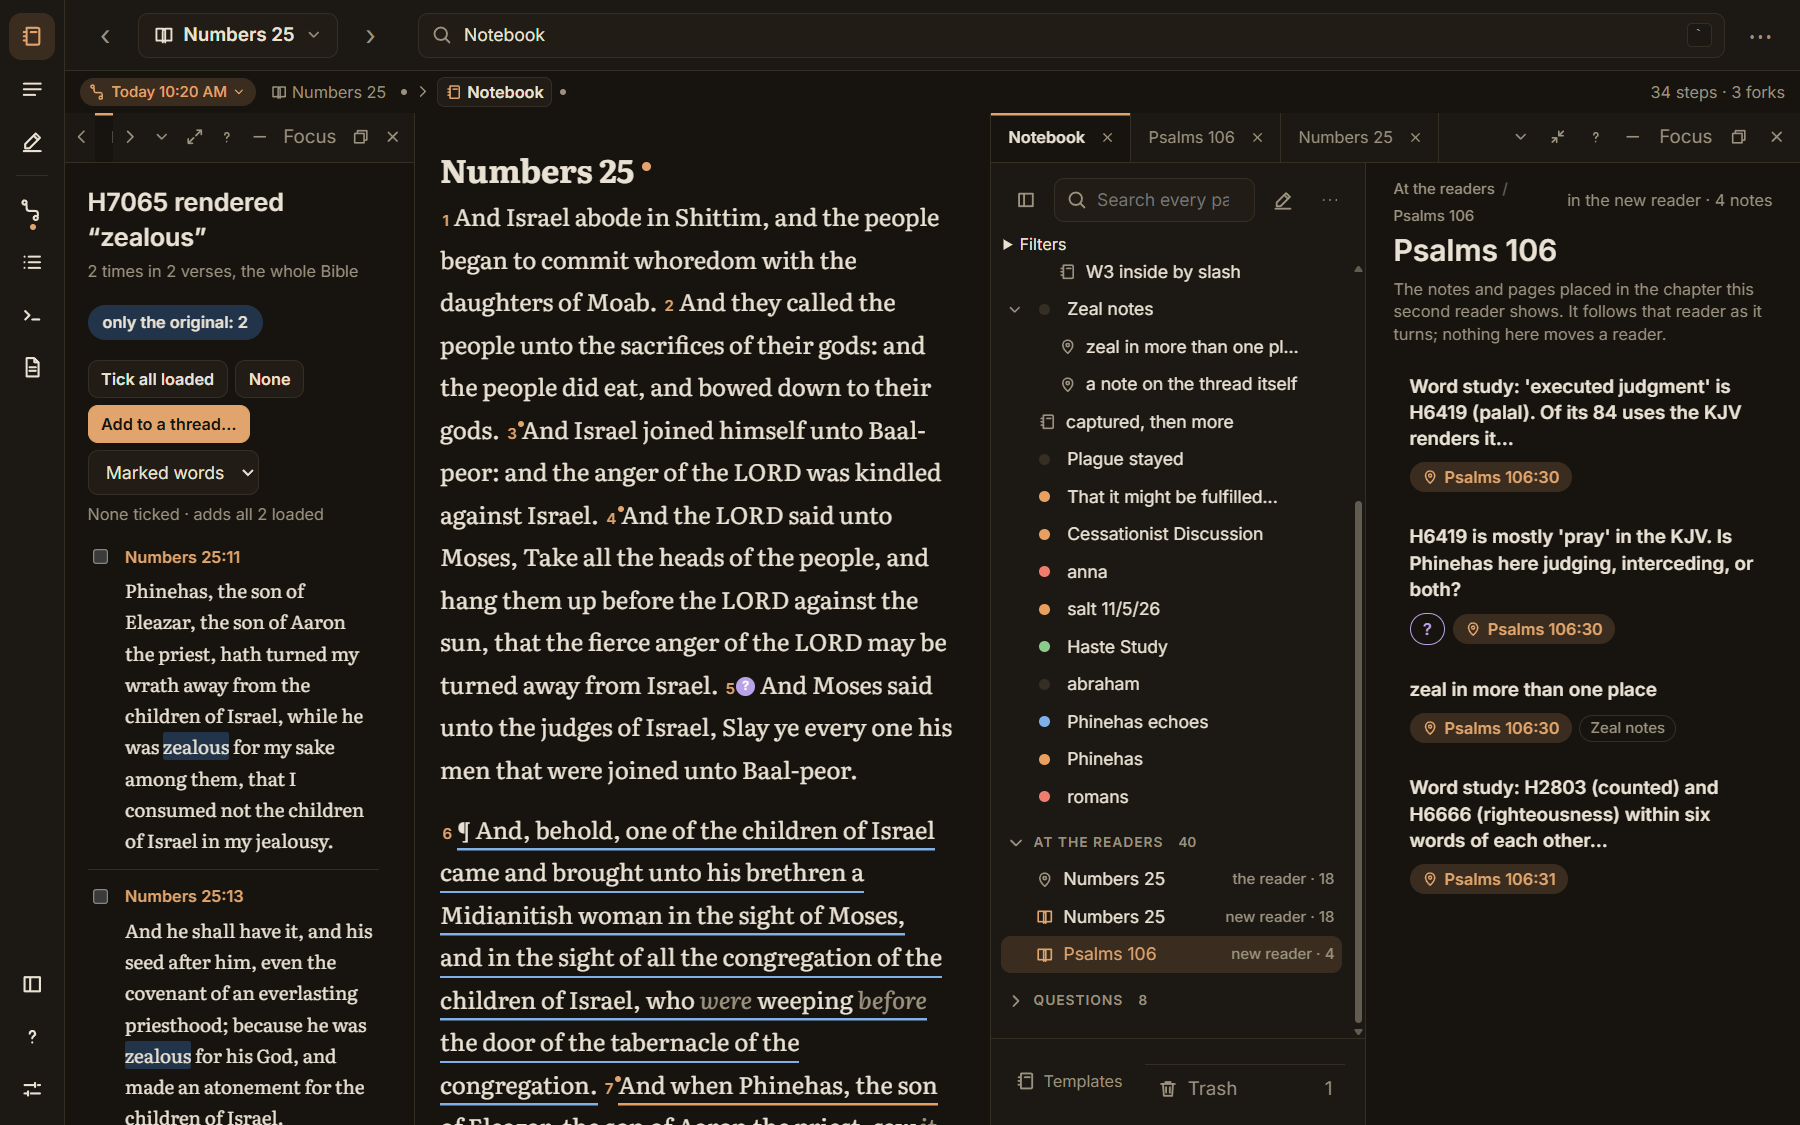 Numbers 25
Notebook
`
Today 10:20 AM
Numbers 25
Notebook
34 steps · 3 forks
?
Focus
H7065 rendered
“zealous”
2 times in 2 verses, the whole Bible
only the original: 2
Tick all loaded
None
Add to a thread...
Marked words
None ticked · adds all 2 loaded
Numbers 25:11
Phinehas, the son of
Eleazar, the son of Aaron
the priest, hath turned my
wrath away from the
children of Israel, while he
was zealous for my sake
among them, that I
consumed not the children
of Israel in my jealousy.
Numbers 25:13
And he shall have it, and his
seed after him, even the
covenant of an everlasting
priesthood; because he was
zealous for his God, and
made an atonement for the
children of Israel.
?
Numbers 25
1 And Israel abode in Shittim, and the people
began to commit whoredom with the
daughters of Moab. 2 And they called the
people unto the sacrifices of their gods: and
the people did eat, and bowed down to their
gods. 3 And Israel joined himself unto Baal-
peor: and the anger of the LORD was kindled
against Israel. 4 And the LORD said unto
Moses, Take all the heads of the people, and
hang them up before the LORD against the
sun, that the fierce anger of the LORD may be
turned away from Israel. 5 ? And Moses said
unto the judges of Israel, Slay ye every one his
men that were joined unto Baal-peor.
6 ¶ And, behold, one of the children of Israel
came and brought unto his brethren a
Midianitish woman in the sight of Moses,
and in the sight of all the congregation of the
children of Israel, who were weeping before
the door of the tabernacle of the
congregation. 7 And when Phinehas, the son
of Eleazar, the son of Aaron the priest, saw it
Notebook
Psalms 106
Numbers 25
?
Focus
Search every pa
Filters
W3 inside by slash
Zeal notes
zeal in more than one pl...
a note on the thread itself
captured, then more
Plague stayed
That it might be fulfilled...
Cessationist Discussion
anna
salt 11/5/26
Haste Study
abraham
Phinehas echoes
Phinehas
romans
AT THE READERS 40
Numbers 25 the reader · 18
Numbers 25 new reader · 18
Psalms 106 new reader · 4
QUESTIONS 8
Templates
Trash 1
At the readers /
Psalms 106
in the new reader · 4 notes
Psalms 106
The notes and pages placed in the chapter this
second reader shows. It follows that reader as it
turns; nothing here moves a reader.
Word study: 'executed judgment' is
H6419 (palal). Of its 84 uses the KJV
renders it...
Psalms 106:30
H6419 is mostly 'pray' in the KJV. Is
Phinehas here judging, interceding, or
both?
? Psalms 106:30
zeal in more than one place
Psalms 106:30 Zeal notes
Word study: H2803 (counted) and
H6666 (righteousness) within six
words of each other...
Psalms 106:31